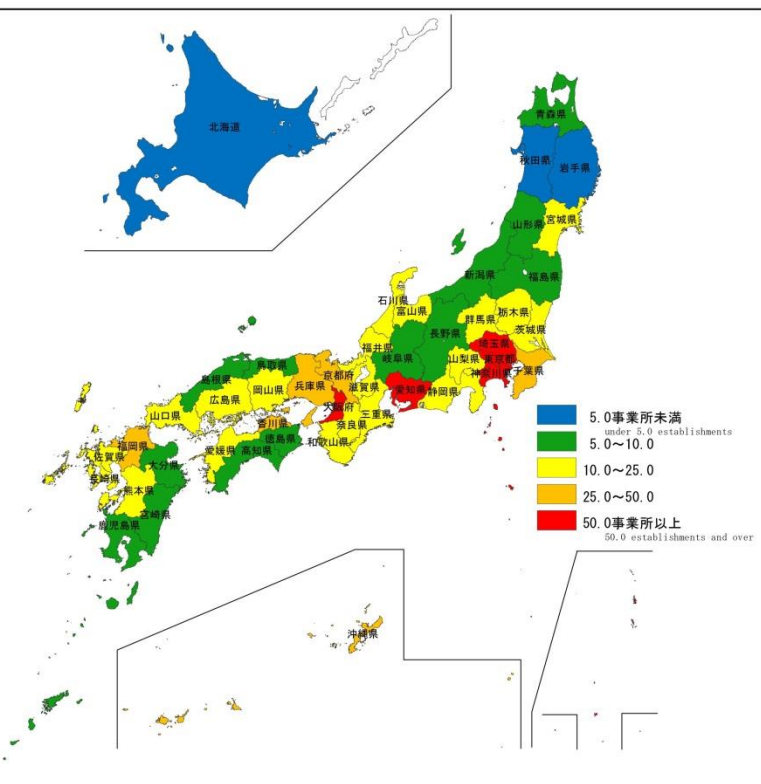 北海道
青森県
秋田県
岩手県
山形県
宮城県
新潟県
福島県
石川県
富山県
群馬県
栃木県
茨城県
長野県
福井県
岐阜県
埼玉県
東京都
山梨県
神奈川県
千葉県
鳥取県
島根県
京都府
兵庫県
滋賀県
愛知県
静岡県
岡山県
広島県
大阪府
三重県
山口県
香川県
奈良県
徳島県
和歌山県
愛媛県
高知県
福岡県
佐賀県
大分県
長崎県
熊本県
宮崎県
鹿児島県
沖縄県
5.0事業所未満
under 5.0 establishments
5.0～10.0
10.0～25.0
25.0～50.0
50.0事業所以上
50.0 establishments and over